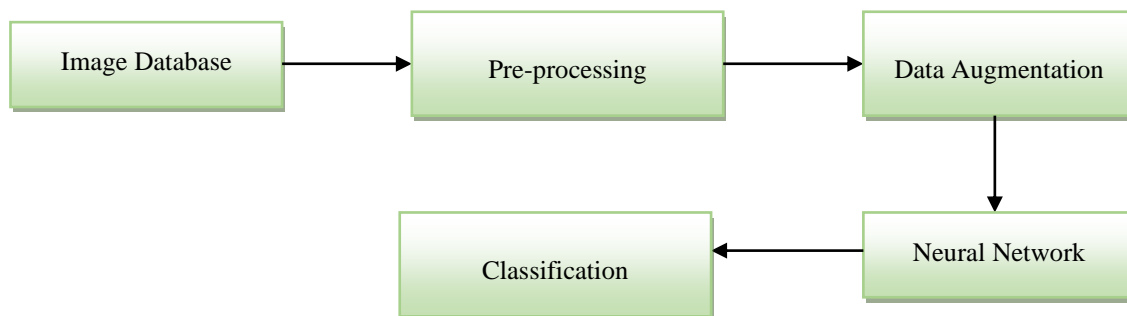 Image Database
Pre-processing
Data Augmentation
Neural Network
Classification